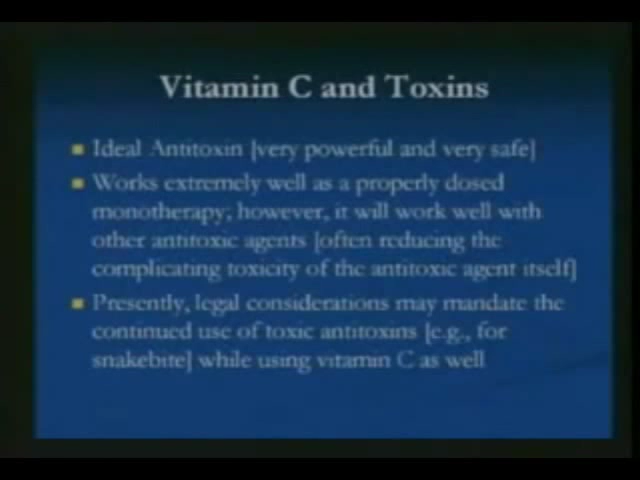 Vitamin C and Toxins
Ideal Antitoxin [very powerful and very safe]
Works extremely well as a properly dosed
monotherapy; however, it will work well with
other antitoxic agents [often reducing the
complicating toxicity of the antitoxic agent itself]
Presently, legal considerations may mandate the
continued use of toxic antitoxins [e.g., for
snakebite] while using vitamin C as well